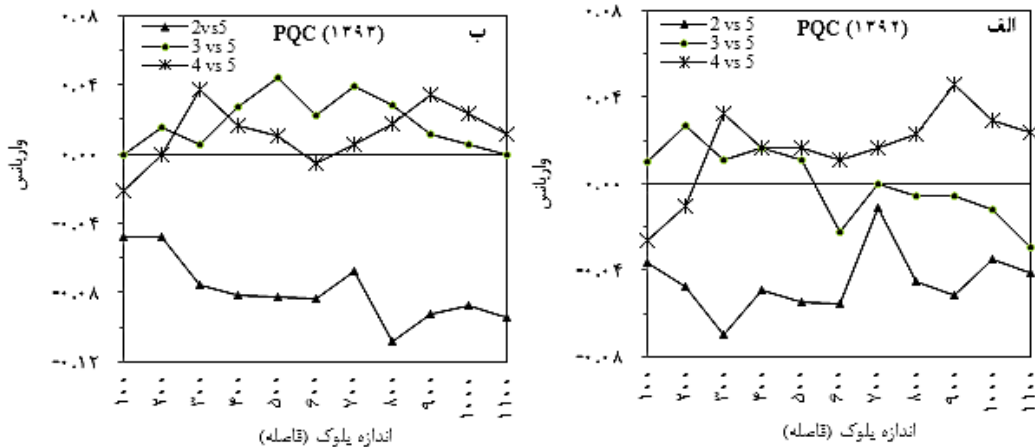 الف
PQC (۱۳۹۲)
2 vs 5
3 vs 5
4 vs 5
۰.۰۸
۰.۰۴
۰.۰۰
-۰.۰۴
-۰.۰۸
واریانس
۱۰۰
۲۰۰
۳۰۰
۴۰۰
۵۰۰
۶۰۰
۷۰۰
۸۰۰
۹۰۰
۱۰۰۰
۱۱۰۰
اندازه بلوک (فاصله)
ب
PQC (۱۳۹۳)
2vs5
3 vs 5
4 vs 5
۰.۰۸
۰.۰۴
۰.۰۰
-۰.۰۴
-۰.۰۸
-۰.۱۲
واریانس
۱۰۰
۲۰۰
۳۰۰
۴۰۰
۵۰۰
۶۰۰
۷۰۰
۸۰۰
۹۰۰
۱۰۰۰
۱۱۰۰
اندازه بلوک (فاصله)